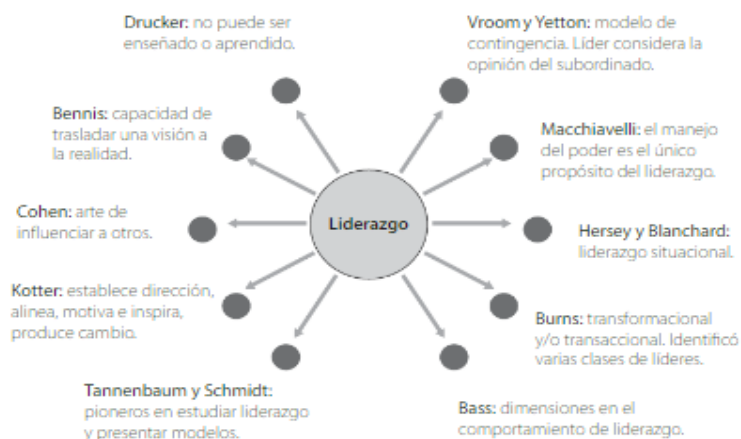 Drucker: no puede ser
enseñado o aprendido.
Vroom y Yetton: modelo de
contingencia. Líder considera la
opinión del subordinado.
Bennis: capacidad de
trasladar una visión a
la realidad.
Macchiavelli: el manejo
del poder es el único
propósito del liderazgo.
Cohen: arte de
influenciar a otros.
Liderazgo
Hersey y Blanchard:
liderazgo situacional.
Kotter: establece dirección,
alinea, motiva e inspira,
produce cambio.
Burns: transformacional
y/o transaccional. Identificó
varias clases de líderes.
Tannenbaum y Schmidt:
pioneros en estudiar liderazgo
y presentar modelos.
Bass: dimensiones en el
comportamiento de liderazgo.